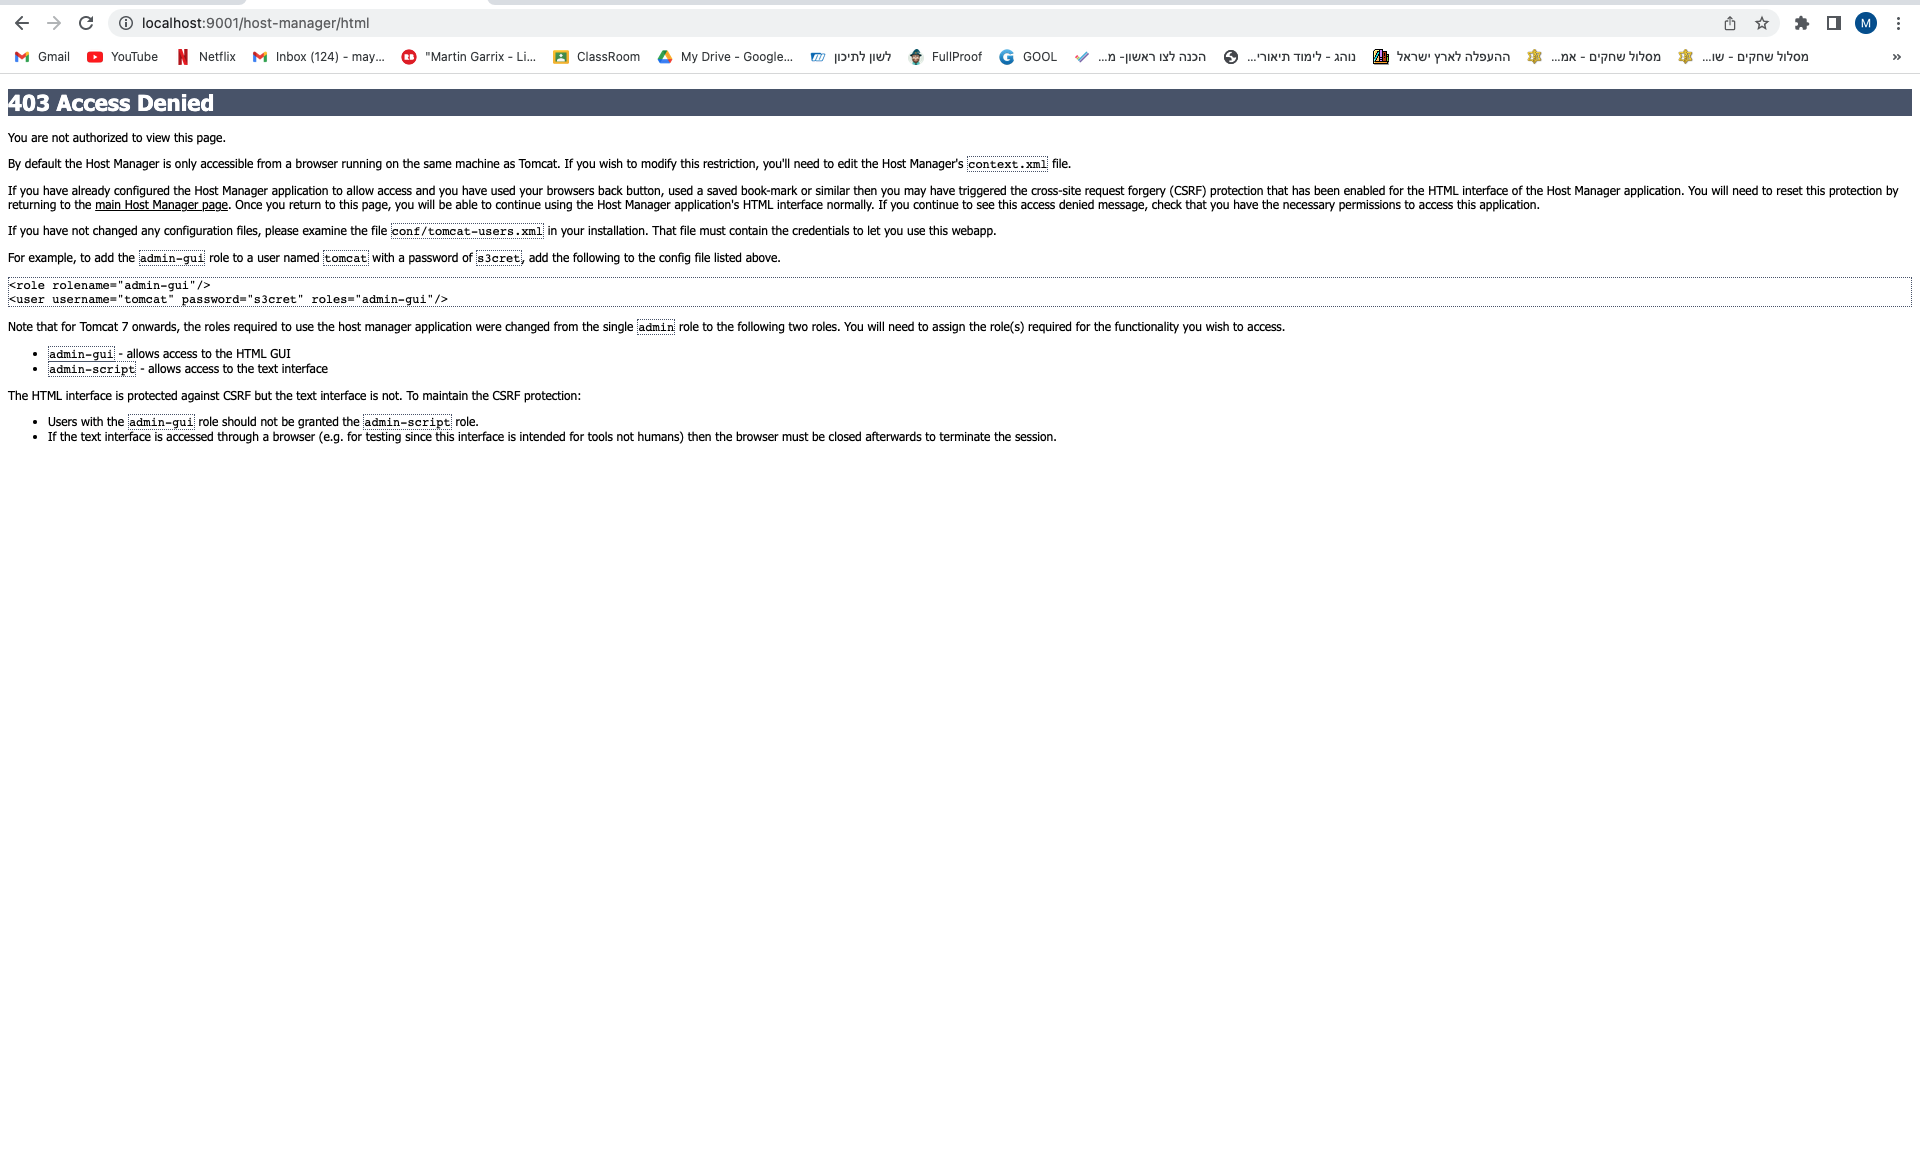 localhost:9001/host-manager/html
M
Gmail YouTube Netflix Inbox (124) - may... "Martin Garrix - Li... ClassRoom My Drive - Google... לשון לתיכון FullProof GOOL הכנה לצו ראשון- מ... נוהג - לימוד תיאורי... ההעפלה לארץ ישראל מסלול שחקים - אמ... מסלול שחקים - שו... »
403 Access Denied
You are not authorized to view this page.
By default the Host Manager is only accessible from a browser running on the same machine as Tomcat. If you wish to modify this restriction, you'll need to edit the Host Manager's context.xml file.
If you have already configured the Host Manager application to allow access and you have used your browsers back button, used a saved book-mark or similar then you may have triggered the cross-site request forgery (CSRF) protection that has been enabled for the HTML interface of the Host Manager application. You will need to reset this protection by
returning to the main Host Manager page. Once you return to this page, you will be able to continue using the Host Manager application's HTML interface normally. If you continue to see this access denied message, check that you have the necessary permissions to access this application.
If you have not changed any configuration files, please examine the file conf/tomcat-users.xml in your installation. That file must contain the credentials to let you use this webapp.
For example, to add the admin-gui role to a user named tomcat with a password of s3cret, add the following to the config file listed above.
<role rolename="admin-gui"/>
<user username="tomcat" password="s3cret" roles="admin-gui"/>
Note that for Tomcat 7 onwards, the roles required to use the host manager application were changed from the single admin role to the following two roles. You will need to assign the role(s) required for the functionality you wish to access.
• admin-gui - allows access to the HTML GUI
• admin-script - allows access to the text interface
The HTML interface is protected against CSRF but the text interface is not. To maintain the CSRF protection:
• Users with the admin-gui role should not be granted the admin-script role.
• If the text interface is accessed through a browser (e.g. for testing since this interface is intended for tools not humans) then the browser must be closed afterwards to terminate the session.